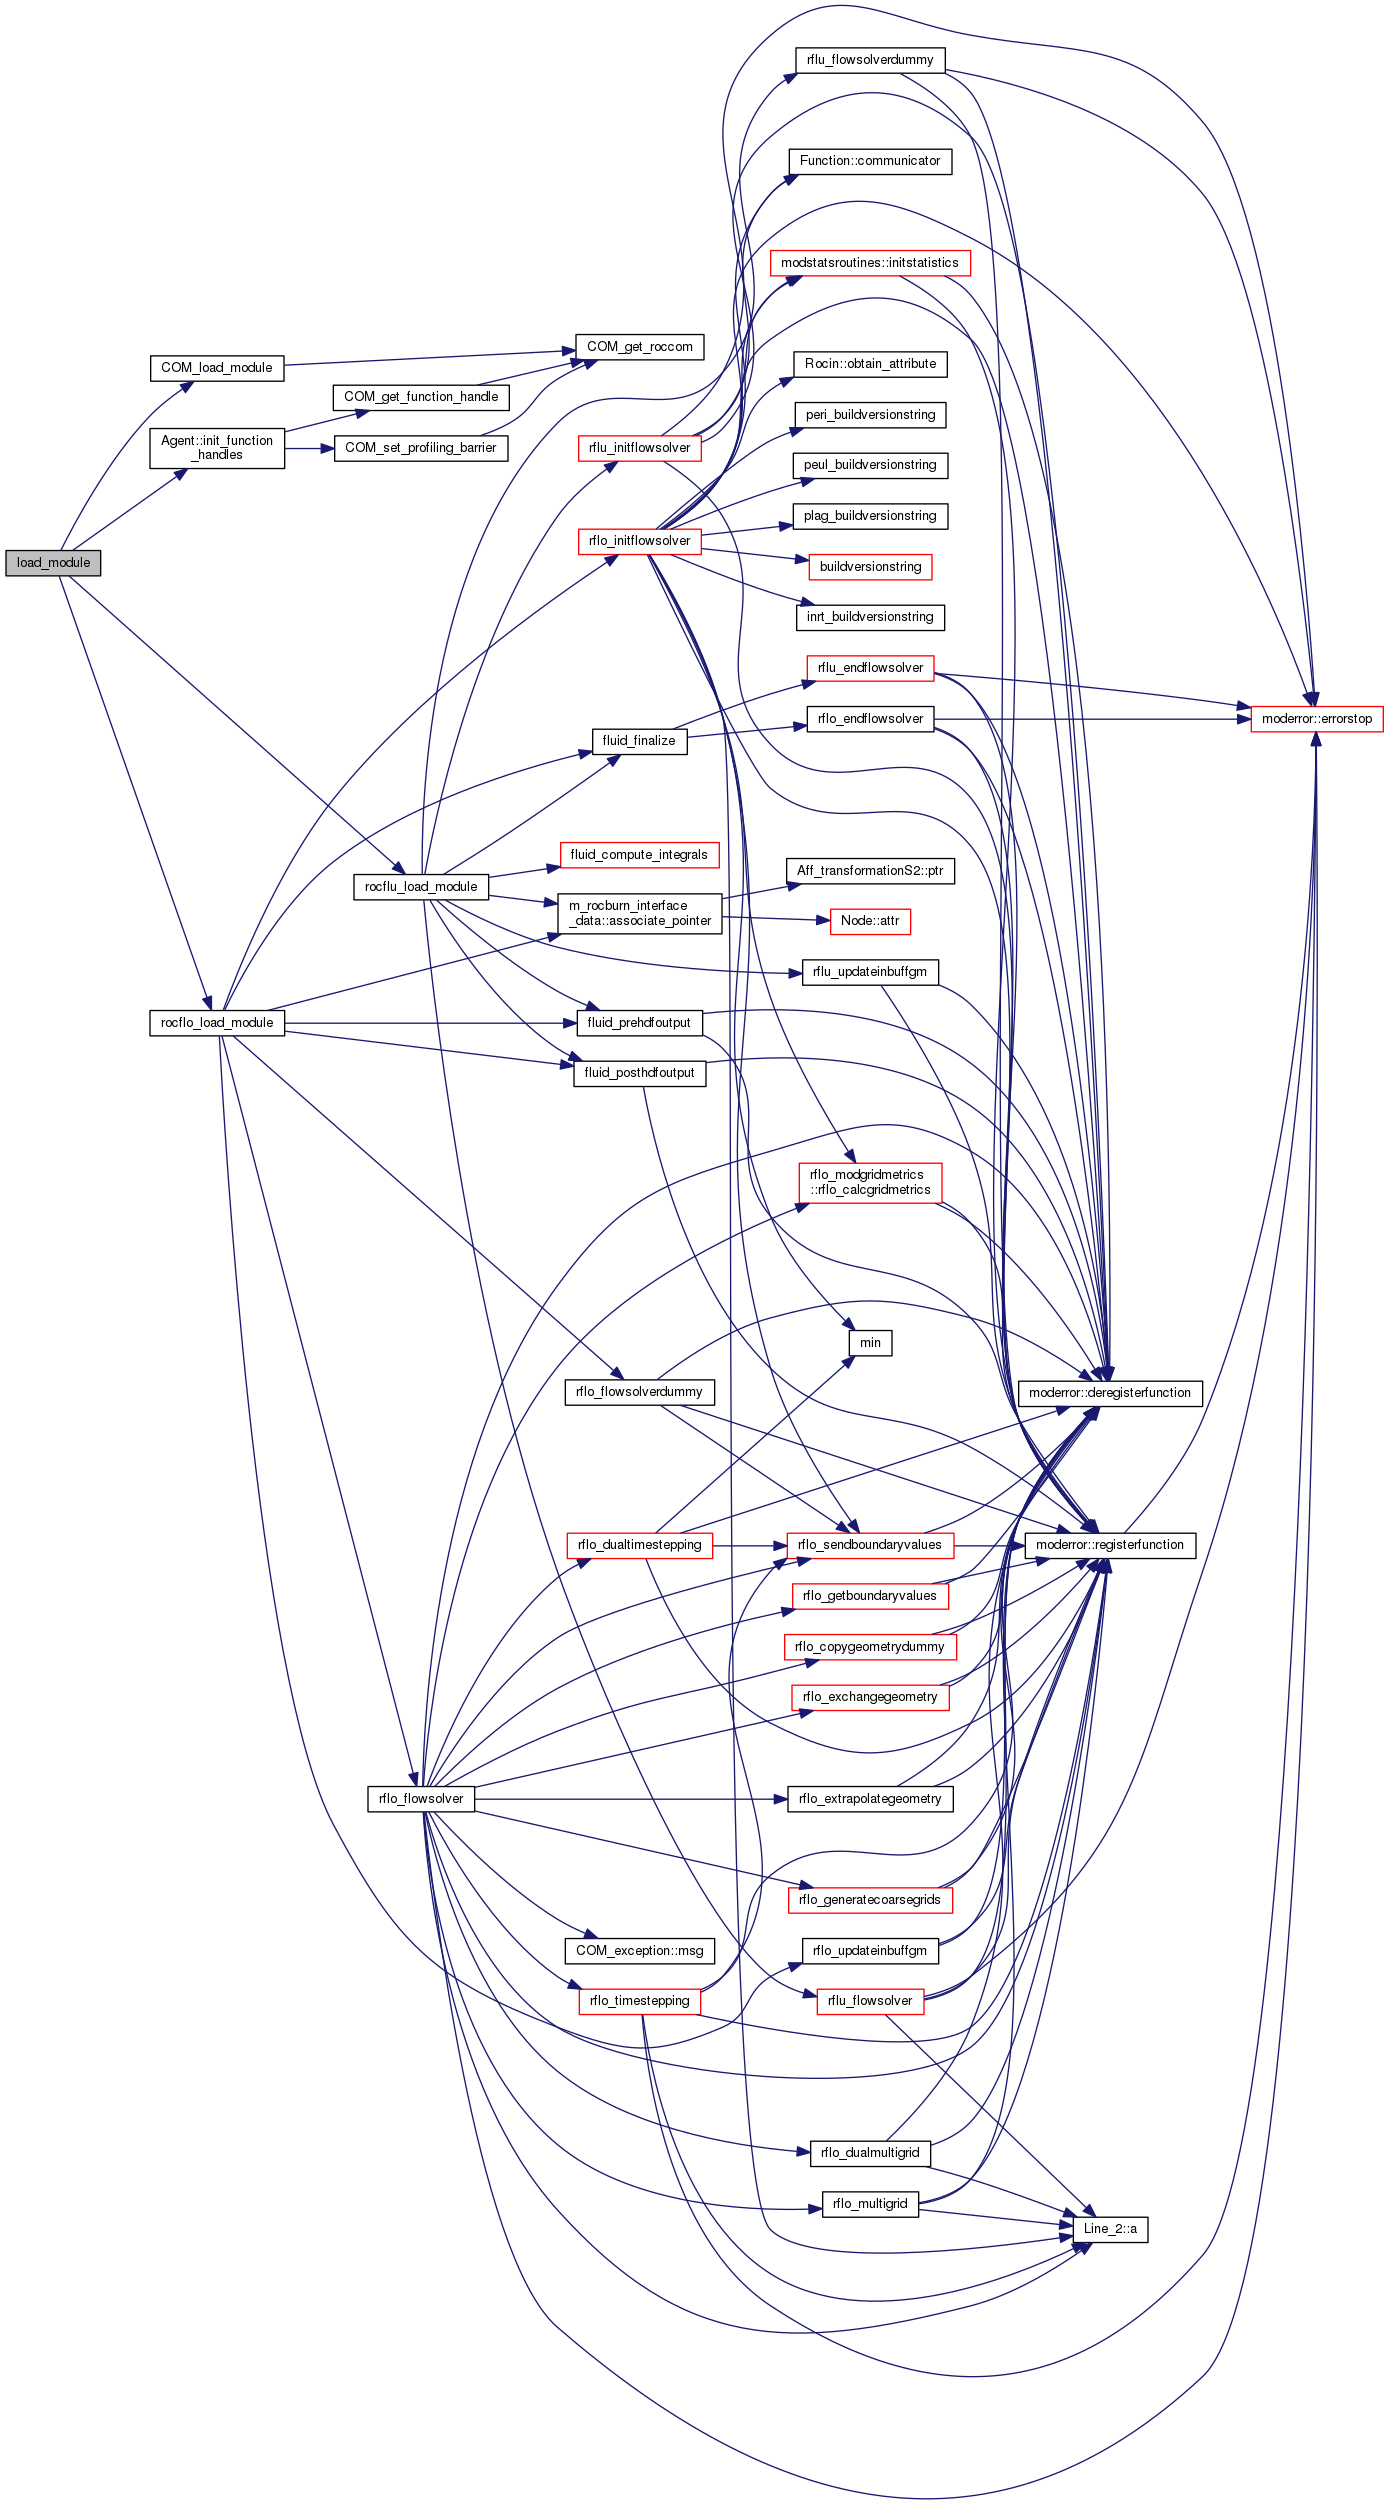 rflu_flowsolverdummy
Function::communicator
modstatsroutines::initstatistics
COM_get_roccom
COM_load_module
Rocin::obtain_attribute
COM_get_function_handle
peri_buildversionstring
Agent::init_function
_handles
COM_set_profiling_barrier
rflu_initflowsolver
peul_buildversionstring
plag_buildversionstring
rflo_initflowsolver
load_module
buildversionstring
inrt_buildversionstring
rflu_endflowsolver
rflo_endflowsolver
moderror::errorstop
fluid_finalize
fluid_compute_integrals
rocflu_load_module
Aff_transformationS2::ptr
m_rocburn_interface
_data::associate_pointer
Node::attr
rflu_updateinbuffgm
rocflo_load_module
fluid_prehdfoutput
fluid_posthdfoutput
rflo_modgridmetrics
::rflo_calcgridmetrics
min
rflo_flowsolverdummy
moderror::deregisterfunction
rflo_dualtimestepping
rflo_sendboundaryvalues
moderror::registerfunction
rflo_getboundaryvalues
rflo_copygeometrydummy
rflo_exchangegeometry
rflo_flowsolver
rflo_extrapolategeometry
rflo_generatecoarsegrids
COM_exception::msg
rflo_updateinbuffgm
rflo_timestepping
rflu_flowsolver
rflo_dualmultigrid
rflo_multigrid
Line_2::a